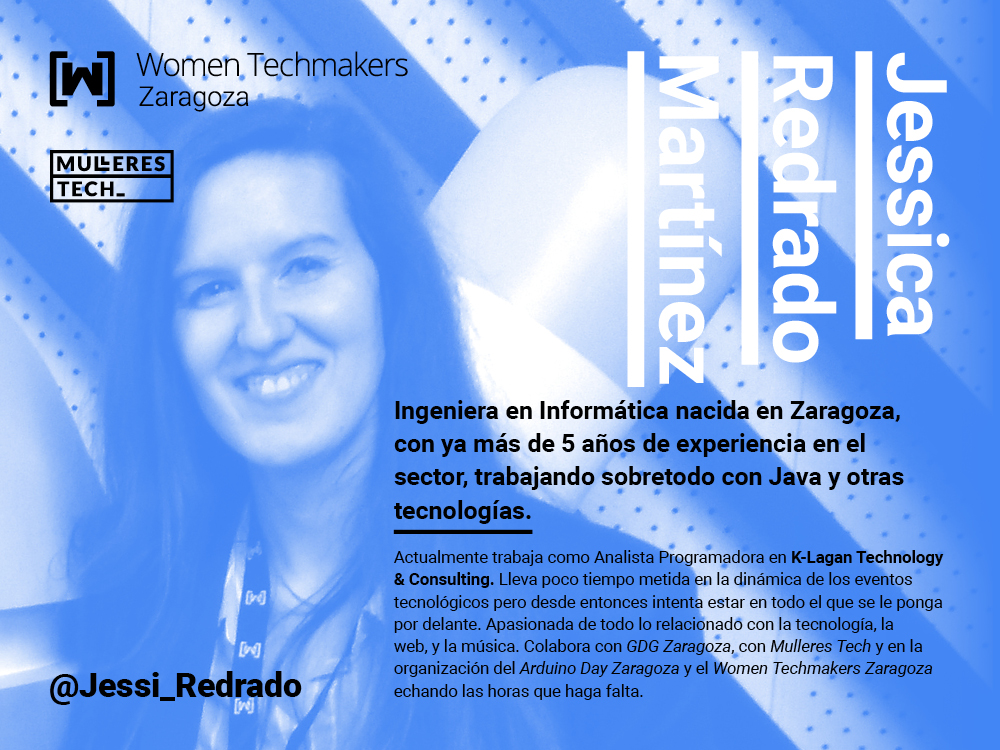 [W] Women Techmakers
Zaragoza
MULLERES
TECH_
Jessica
Redrado
Martínez
Ingeniera en Informática nacida en Zaragoza,
con ya más de 5 años de experiencia en el
sector, trabajando sobretodo con Java y otras
tecnologías.
Actualmente trabaja como Analista Programadora en K-Lagan Technology
& Consulting. Lleva poco tiempo metida en la dinámica de los eventos
tecnológicos pero desde entonces intenta estar en todo el que se le ponga
por delante. Apasionada de todo lo relacionado con la tecnología, la
web, y la música. Colabora con GDG Zaragoza, con Mulleres Tech y en la
organización del Arduino Day Zaragoza y el Women Techmakers Zaragoza
echando las horas que haga falta.
@Jessi_Redrado
[W]
[W]
[W]